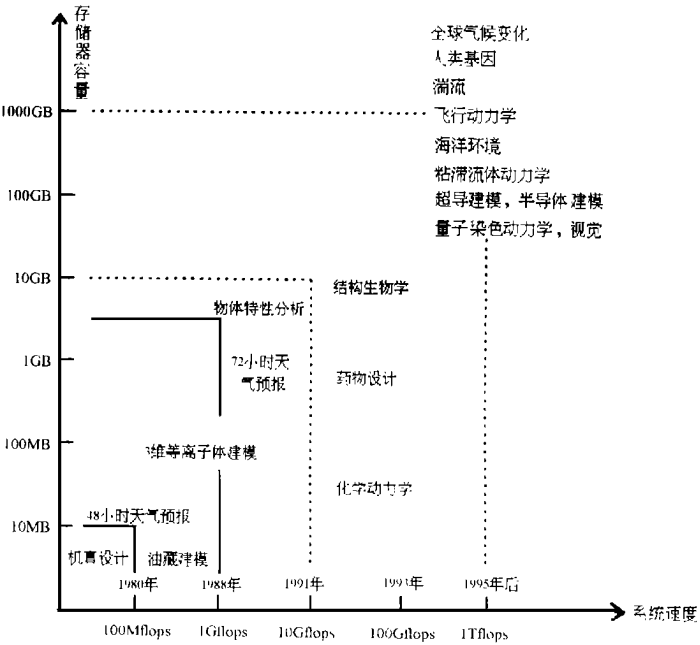 存储器容量
全球气候变化
人类基因
湍流
1000GB
飞行动力学
海洋环境
粘滞流体动力学
100GB
超导建模，半导体建模
量子染色动力学，视觉
10GB
结构生物学
物体特性分析
1GB
72小时天
气预报
药物设计
100MB
3维等离子体建模
化学动力学
48小时天气预报
10MB
机真设计
油藏建模
1980年
1988年
1991年
1993年
1995年后
系统速度
100Mflops
1Gflops
10Gflops
100Gflops
1Tflops